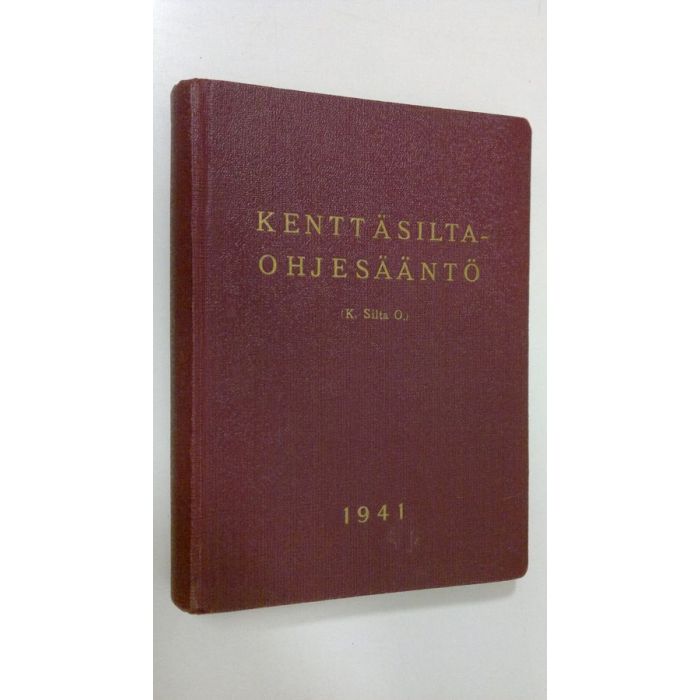 KENTTÄSILTA-
OHJESÄÄNTÖ
(K. Silta O.)
1941